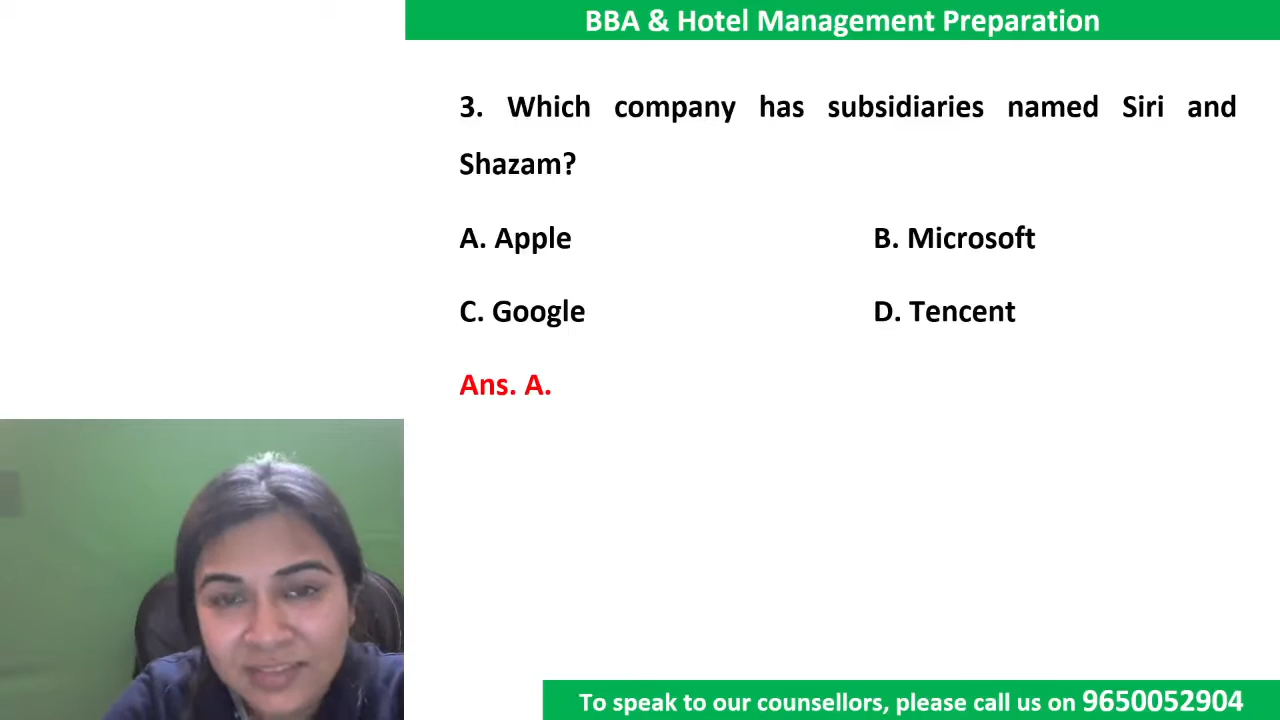 BBA & Hotel Management Preparation
3. Which company has subsidiaries named Siri and
Shazam?
A. Apple B. Microsoft
C. Google D. Tencent
Ans. A.
To speak to our counsellors, please call us on 9650052904